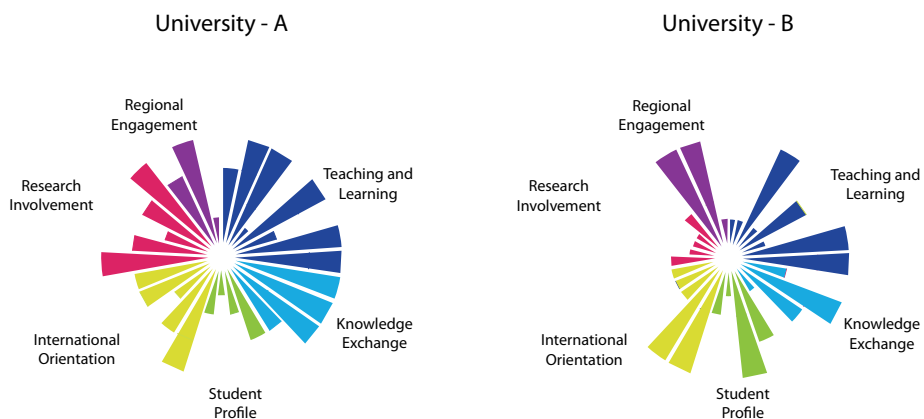 University - A
Regional
Engagement
Research
Involvement
Teaching and
Learning
International
Orientation
Knowledge
Exchange
Student
Profile
University - B
Regional
Engagement
Research
Involvement
Teaching and
Learning
International
Orientation
Knowledge
Exchange
Student
Profile